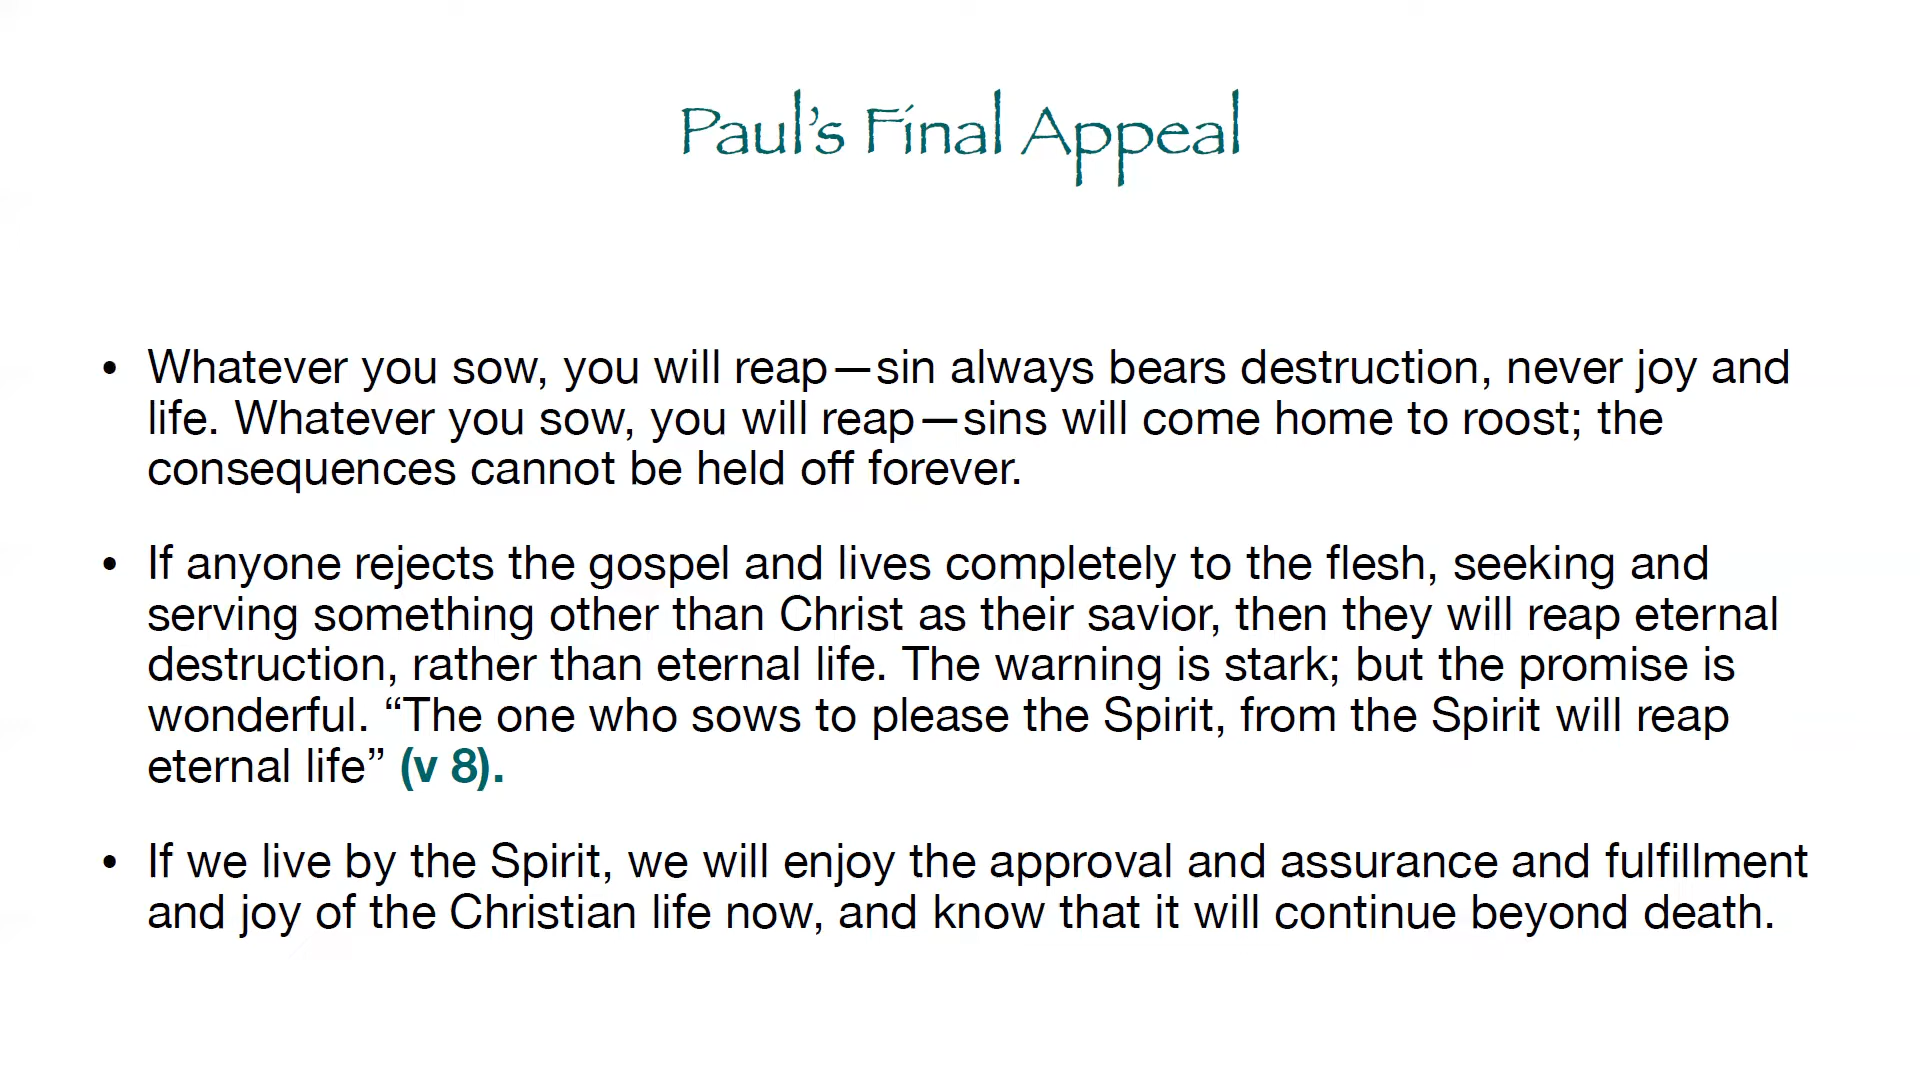 Paul’s Final Appeal
• Whatever you sow, you will reap—sin always bears destruction, never joy and
life. Whatever you sow, you will reap—sins will come home to roost; the
consequences cannot be held off forever.
• If anyone rejects the gospel and lives completely to the flesh, seeking and
serving something other than Christ as their savior, then they will reap eternal
destruction, rather than eternal life. The warning is stark; but the promise is
wonderful. “The one who sows to please the Spirit, from the Spirit will reap
eternal life” (v 8).
• If we live by the Spirit, we will enjoy the approval and assurance and fulfillment
and joy of the Christian life now, and know that it will continue beyond death.